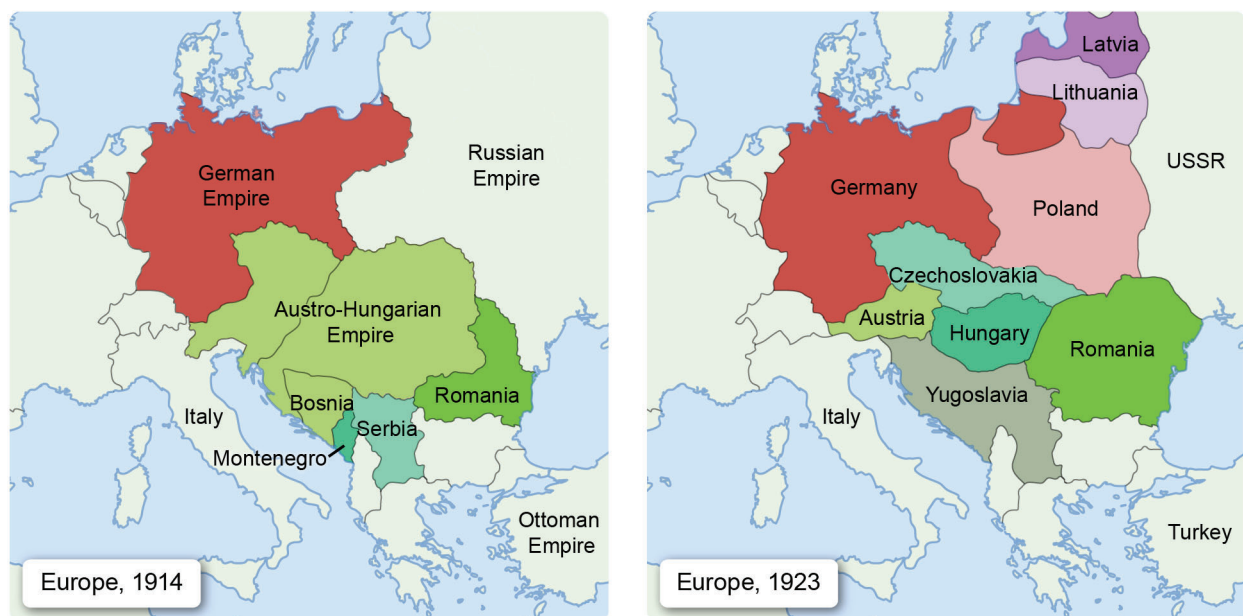 German
Empire
Russian
Empire
Austro-Hungarian
Empire
Romania
Bosnia
Serbia
Italy
Montenegro
Ottoman
Empire
Europe, 1914
Latvia
Lithuania
USSR
Germany
Poland
Czechoslovakia
Austria
Hungary
Romania
Yugoslavia
Italy
Turkey
Europe, 1923